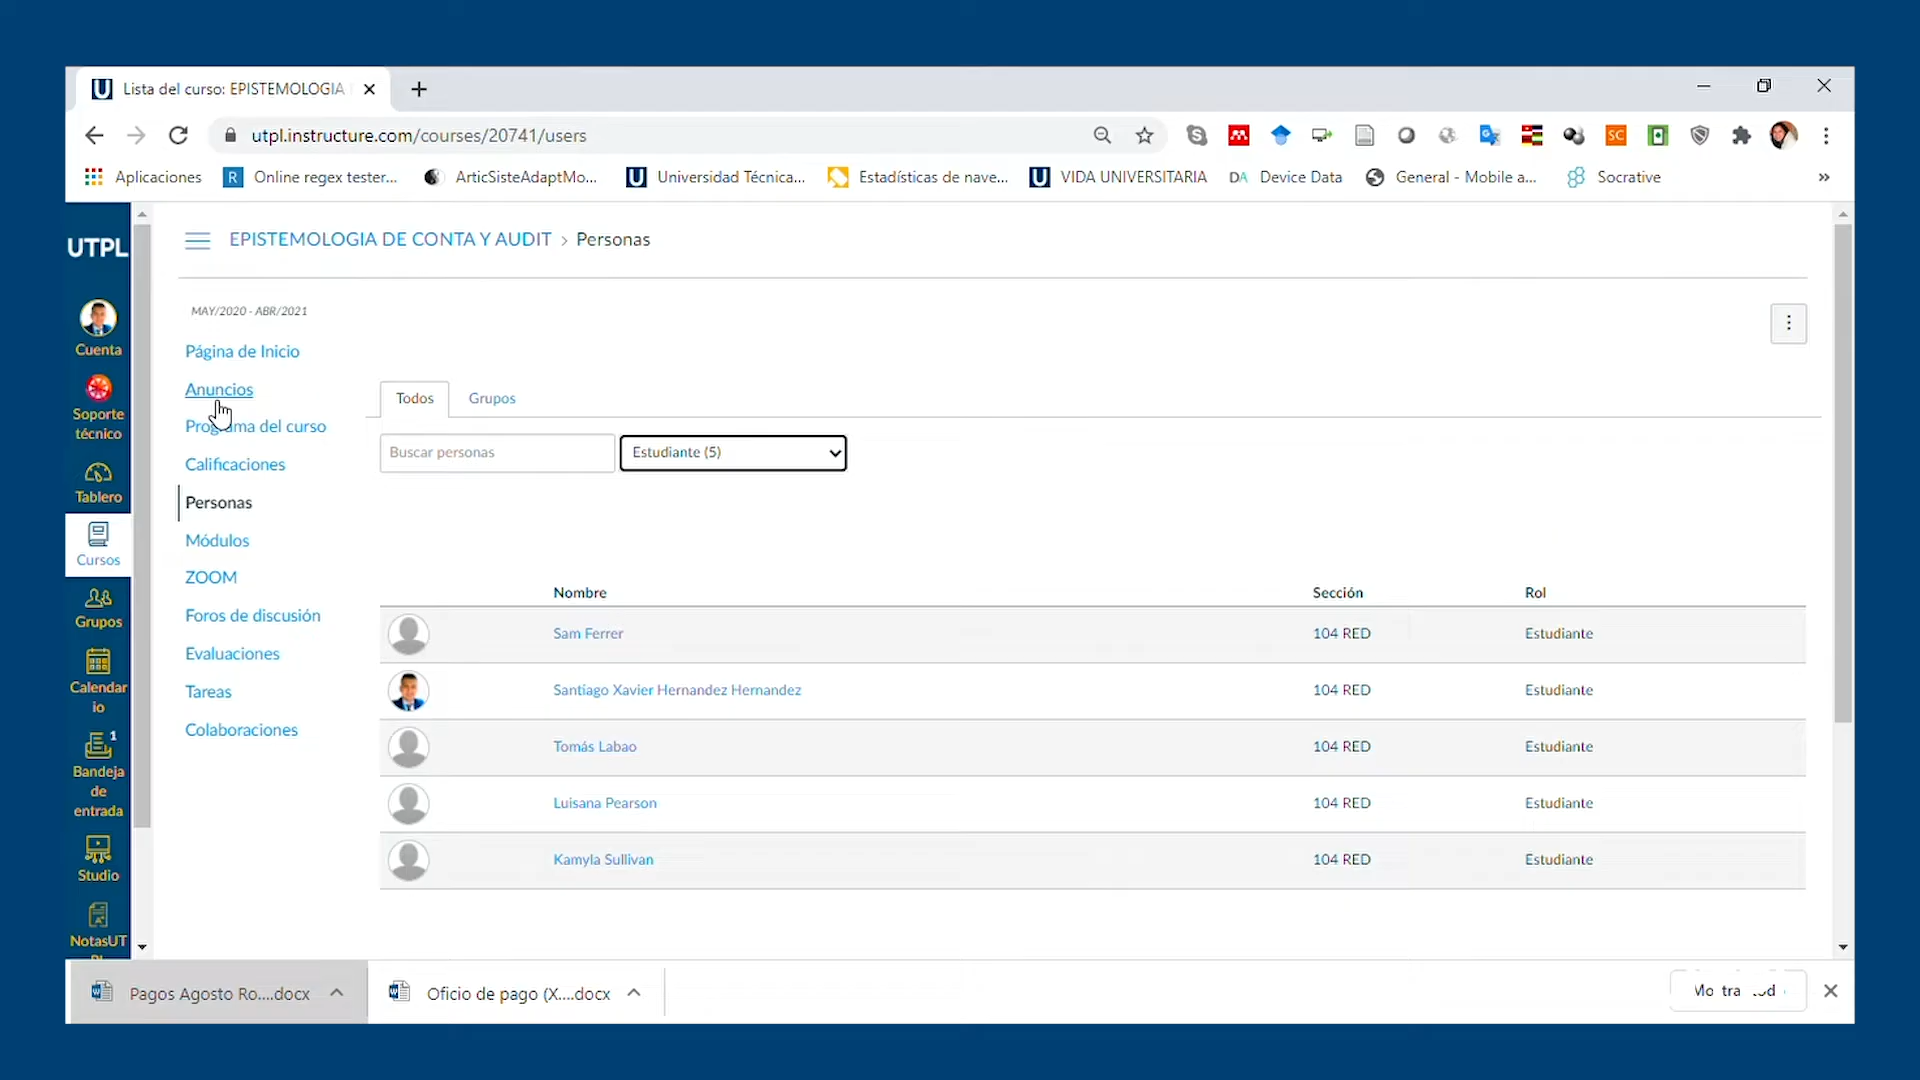 Lista del curso: EPISTEMOLOGIA
utpl.instructure.com/courses/20741/users
Aplicaciones
R
Online regex tester...
ArticSisteAdaptMo...
Universidad Técnica...
Estadísticas de nave...
VIDA UNIVERSITARIA
DA
Device Data
General - Mobile a...
Socrative
»
UTPL
EPISTEMOLOGIA DE CONTA Y AUDIT › Personas
MAY/2020 - ABR/2021
Cuenta
Soporte
técnico
Tablero
Cursos
Grupos
Calendar
io
1
Bandeja
de
entrada
Studio
NotasUT
Página de Inicio
Anuncios
Programa del curso
Calificaciones
Personas
Módulos
ZOOM
Foros de discusión
Evaluaciones
Tareas
Colaboraciones
Todos
Grupos
Buscar personas
Estudiante (5)
Nombre Sección Rol
Sam Ferrer 104 RED Estudiante
Santiago Xavier Hernandez Hernandez 104 RED Estudiante
Tomás Labao 104 RED Estudiante
Luisana Pearson 104 RED Estudiante
Kamyla Sullivan 104 RED Estudiante
Pagos Agosto Ro....docx
Oficio de pago (X....docx